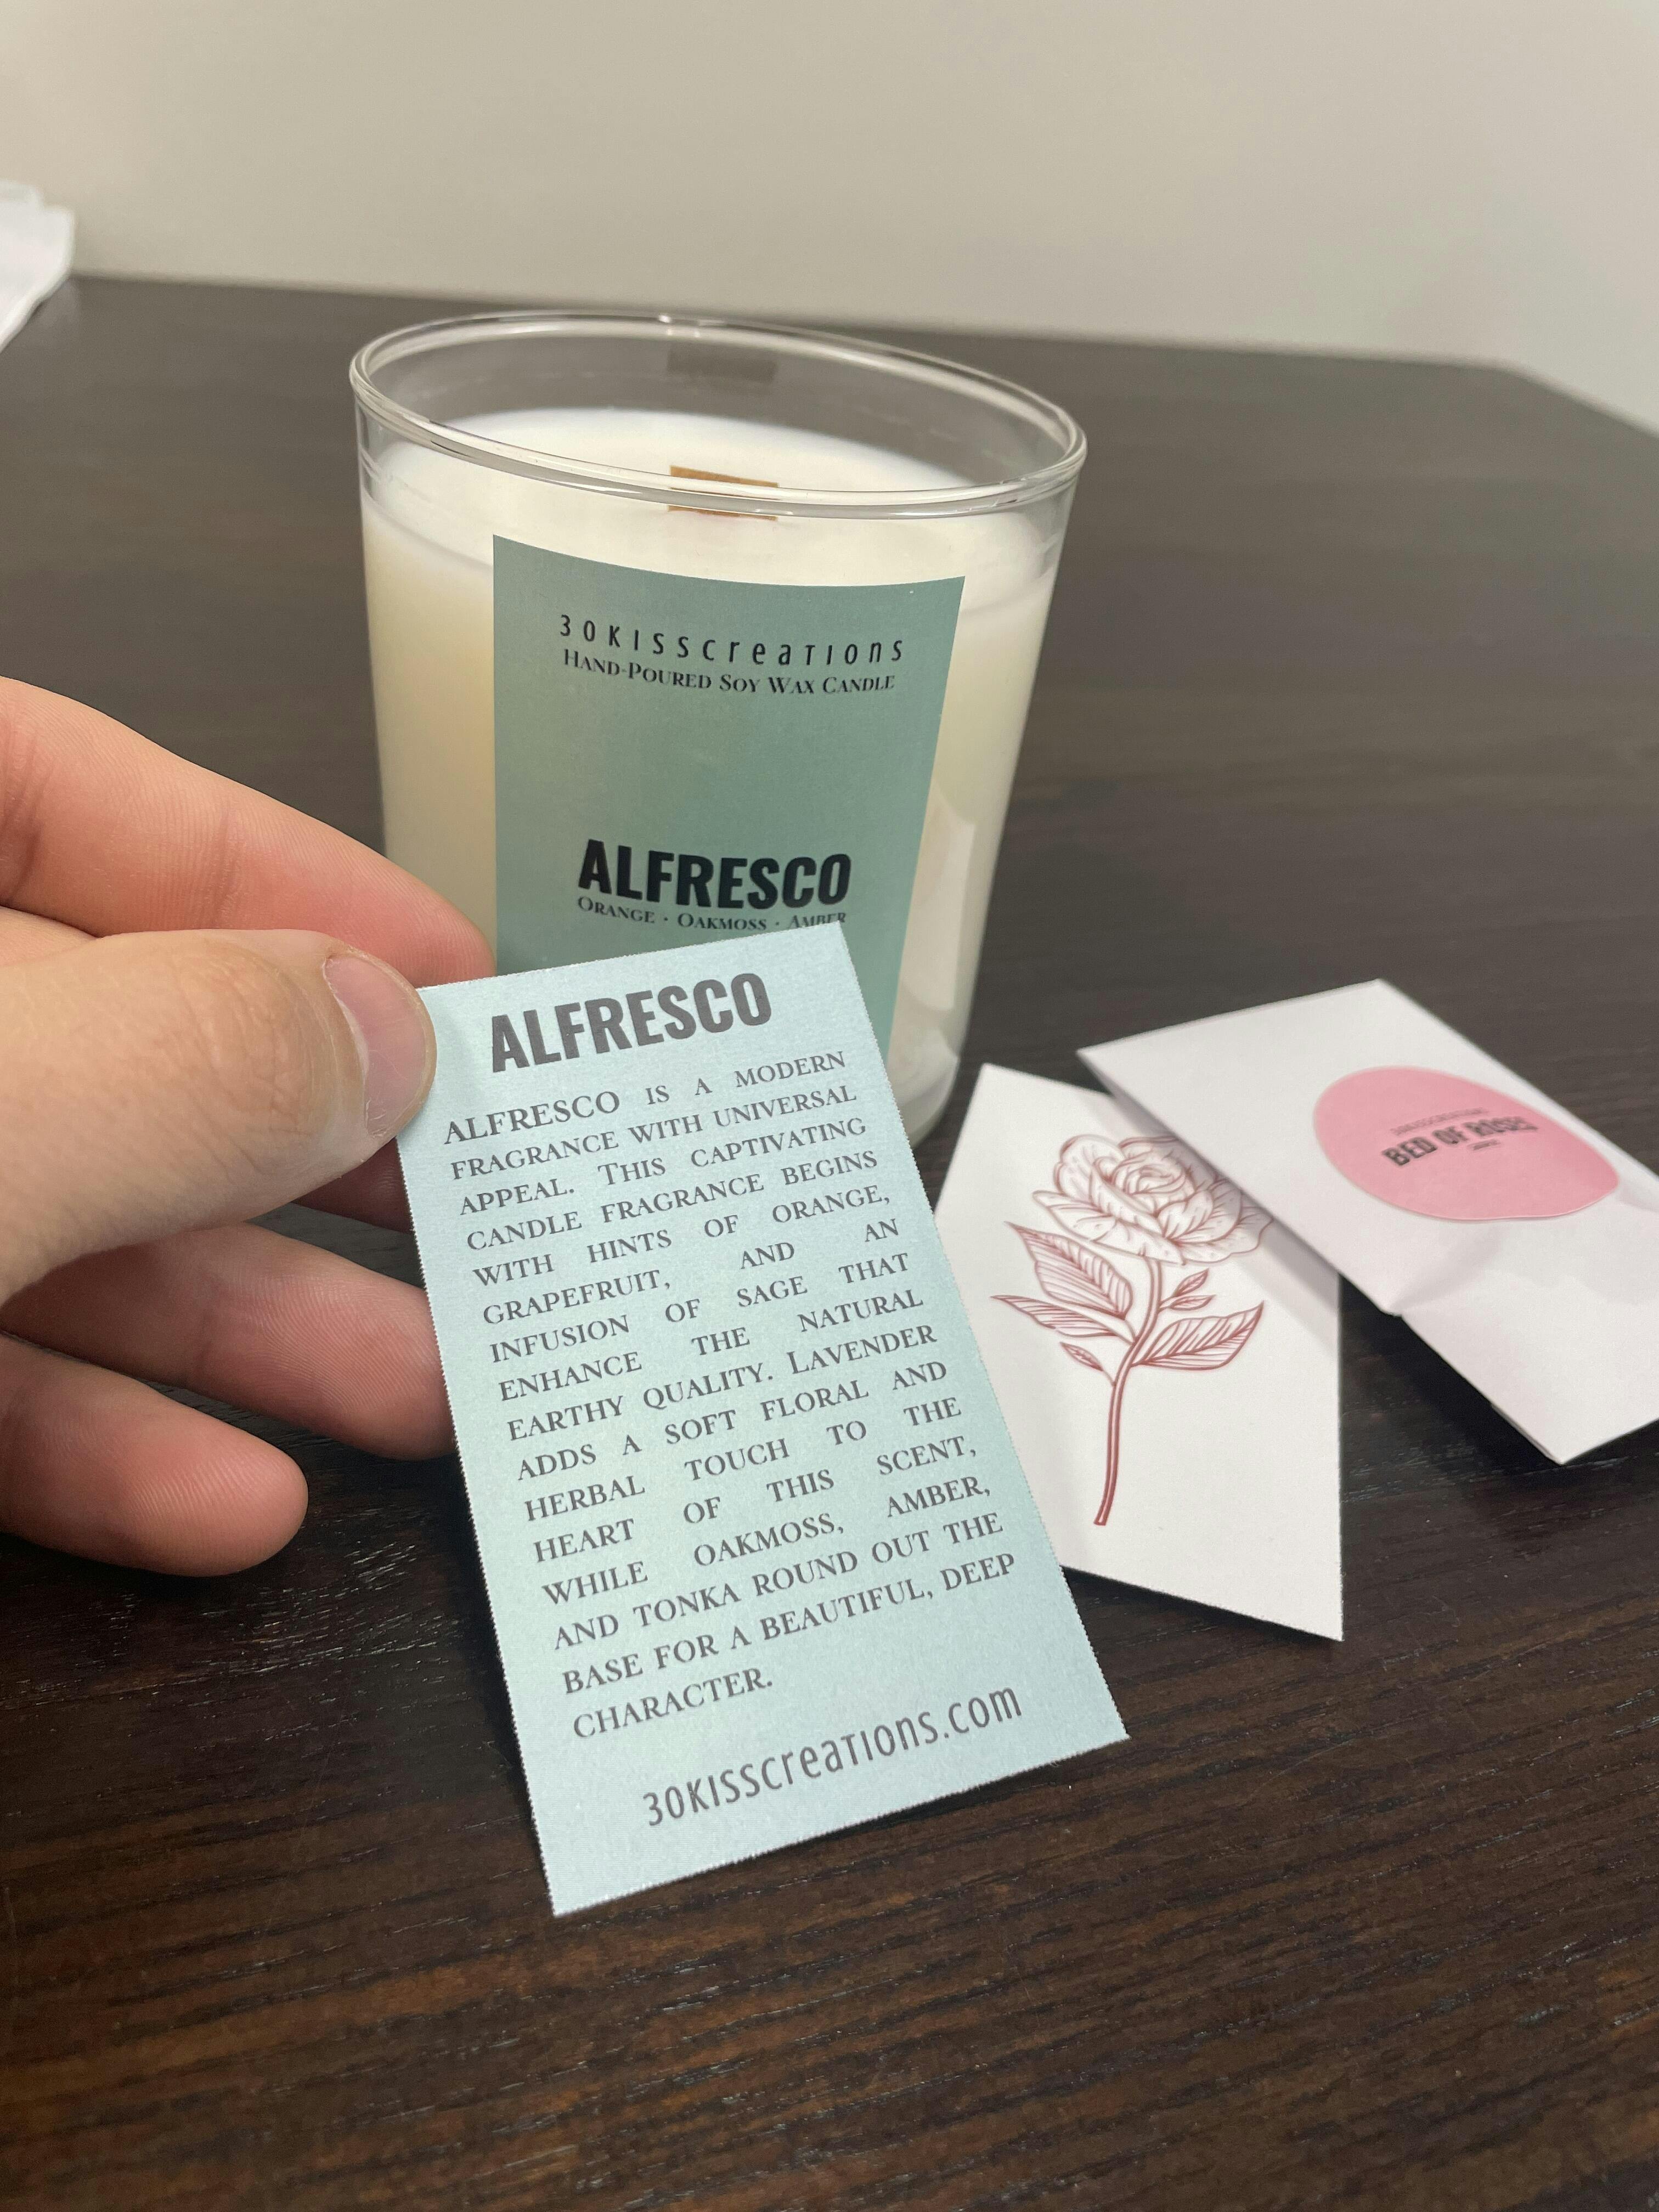 30KISSCREATIONS
HAND-POURED SOY WAX CANDLE
ALFRESCO
ORANGE · OAKMOSS · AMBER
ALFRESCO
ALFRESCO IS A MODERN
FRAGRANCE WITH UNIVERSAL
APPEAL. THIS CAPTIVATING
CANDLE FRAGRANCE BEGINS
WITH HINTS OF ORANGE,
GRAPEFRUIT, AND AN
INFUSION OF SAGE THAT
ENHANCE THE NATURAL
EARTHY QUALITY. LAVENDER
ADDS A SOFT FLORAL AND
HERBAL TOUCH TO THE
HEART OF THIS SCENT,
WHILE OAKMOSS, AMBER,
AND TONKA ROUND OUT THE
BASE FOR A BEAUTIFUL, DEEP
CHARACTER.
30KISSCREATIONS.COM
BED OF ROSES